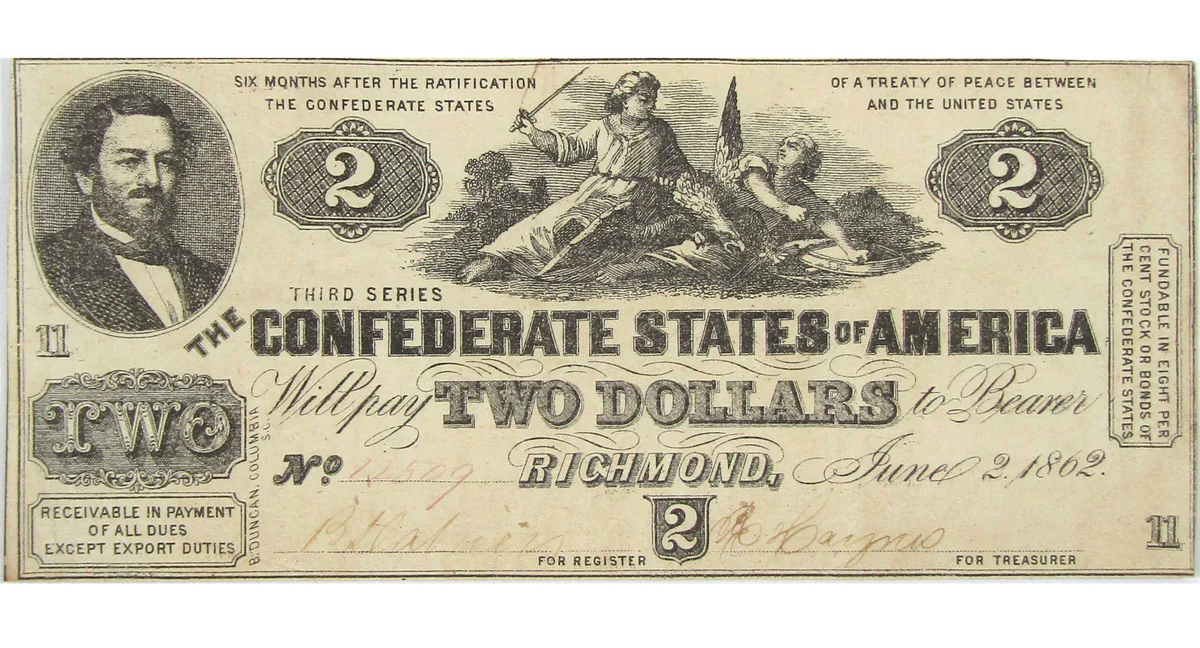 SIX MONTHS AFTER THE RATIFICATION OF A TREATY OF PEACE BETWEEN
THE CONFEDERATE STATES AND THE UNITED STATES
2 2
THIRD SERIES
11
THE CONFEDERATE STATES OF AMERICA
Will pay TWO DOLLARS to Bearer
TWO
No
RICHMOND, June 2. 1862.
RECEIVABLE IN PAYMENT
OF ALL DUES
EXCEPT EXPORT DUTIES
B. DUNCAN, COLUMBIA
S.C.
2
FOR REGISTER FOR TREASURER
11
FUNDABLE IN EIGHT PER
CENT STOCK OR BONDS OF
THE CONFEDERATE STATES